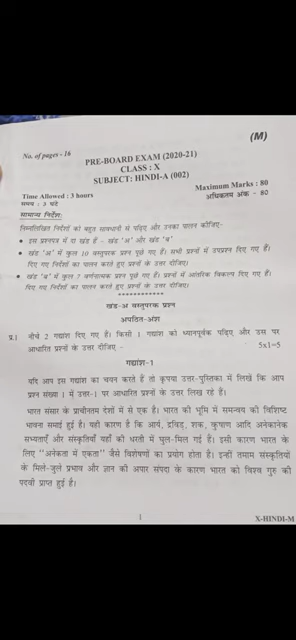 (M)
No. of pages - 16
PRE-BOARD EXAM (2020-21)
CLASS : X
SUBJECT: HINDI-A (002)
Time Allowed : 3 hours
Maximum Marks : 80
समय : 3 घंटे
अधिकतम अंक - 80
सामान्य निर्देशः
निम्नलिखित निर्देशों को बहुत सावधानी से पढ़िए और उनका पालन कीजिए-
• इस प्रश्नपत्र में दो खंड हैं - खंड 'अ' और खंड 'ब'
• खंड 'अ' में कुल 10 वस्तुपरक प्रश्न पूछे गए हैं। सभी प्रश्नों में उपप्रश्न दिए गए हैं।
दिए गए निर्देशों का पालन करते हुए प्रश्नों के उत्तर दीजिए।
• खंड 'ब' में कुल 7 वर्णनात्मक प्रश्न पूछे गए हैं। प्रश्नों में आंतरिक विकल्प दिए गए हैं।
दिए गए निर्देशों का पालन करते हुए प्रश्नों के उत्तर दीजिए।
************
खंड-अ वस्तुपरक प्रश्न
अपठित-अंश
प्र.1 नीचे 2 गद्यांश दिए गए हैं। किसी 1 गद्यांश को ध्यानपूर्वक पढ़िए और उस पर
आधारित प्रश्नों के उत्तर दीजिए - 5x1=5
गद्यांश-1
यदि आप इस गद्यांश का चयन करते हैं तो कृपया उत्तर-पुस्तिका में लिखें कि आप
प्रश्न संख्या 1 में उत्तर-1 पर आधारित प्रश्नों के उत्तर लिख रहे हैं।
भारत संसार के प्राचीनतम देशों में से एक है। भारत की भूमि में समन्वय की विशिष्ट
भावना समाई हुई है। यही कारण है कि आर्य, द्रविड़, शक, कुषाण आदि अनेकानेक
सभ्यताएँ और संस्कृतियाँ यहाँ की धरती में घुल-मिल गई हैं। इसी कारण भारत के
लिए "अनेकता में एकता" जैसे विशेषणों का प्रयोग होता है। इन्हीं तमाम संस्कृतियों
के मिले-जुले प्रभाव और ज्ञान की अपार संपदा के कारण भारत को विश्व गुरु की
पदवी प्राप्त हुई है।
1
X-HINDI-M